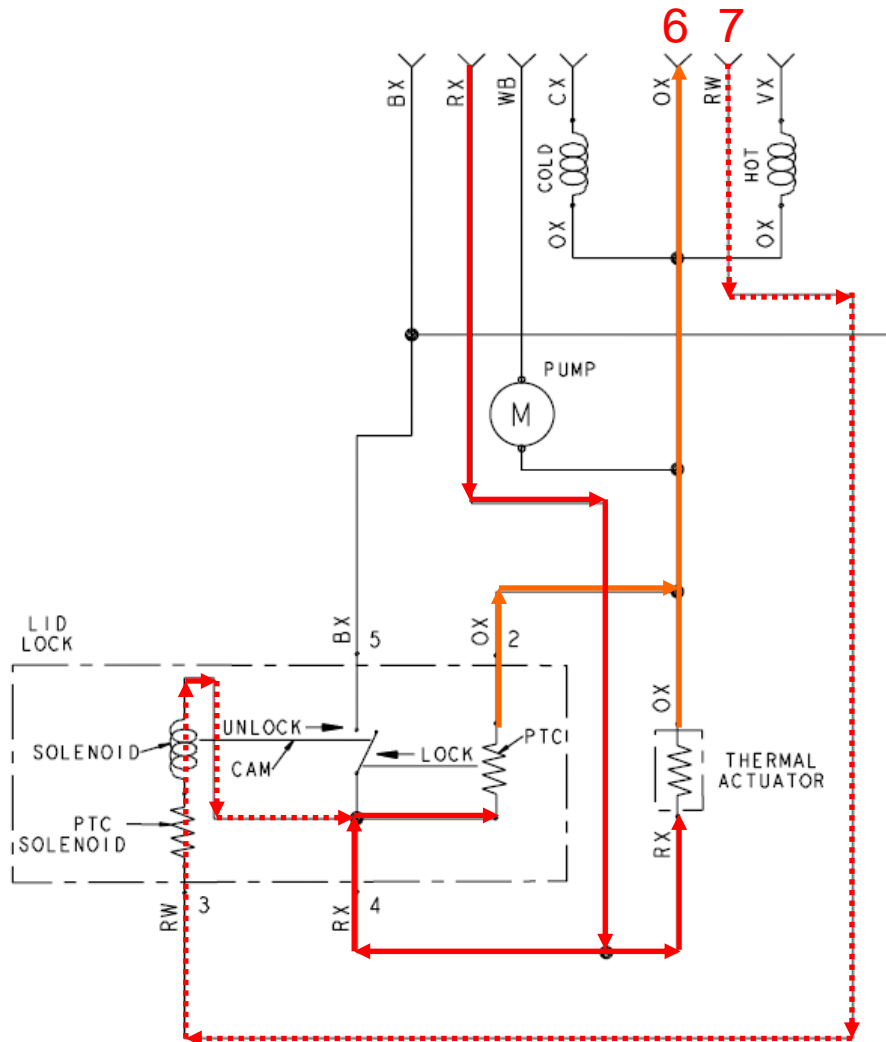 6 7
BX RX WB CX OX RW VX
COLD
HOT
OX OX
PUMP
M
LID
LOCK
BX 5 OX 2
OX
UNLOCK
SOLENOID
CAM
LOCK
PTC
THERMAL
ACTUATOR
PTC
SOLENOID
RX
RW 3 RX 4